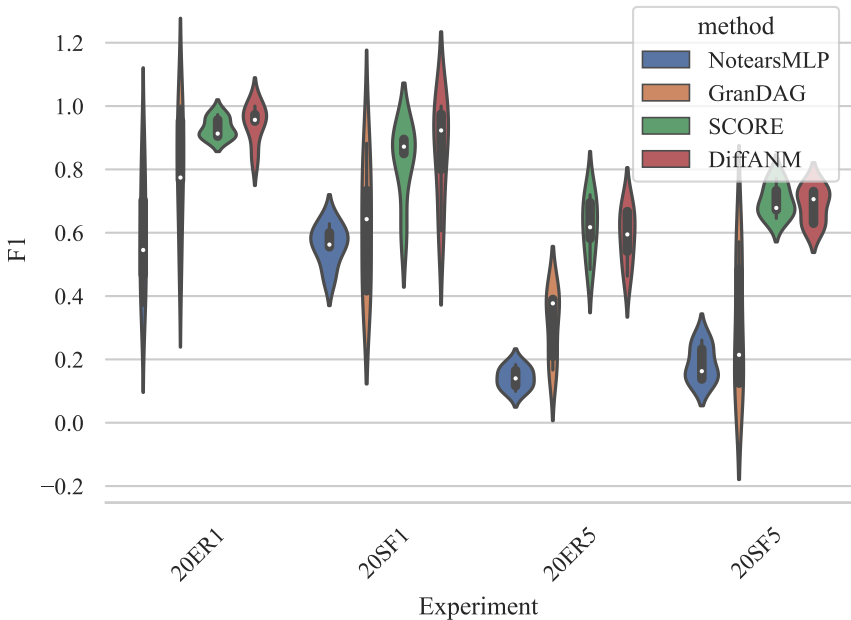 method
NotearsMLP
GranDAG
SCORE
DiffANM
1.2
1.0
0.8
0.6
0.4
0.2
0.0
−0.2
F1
20ER1
20SF1
20ER5
20SF5
Experiment